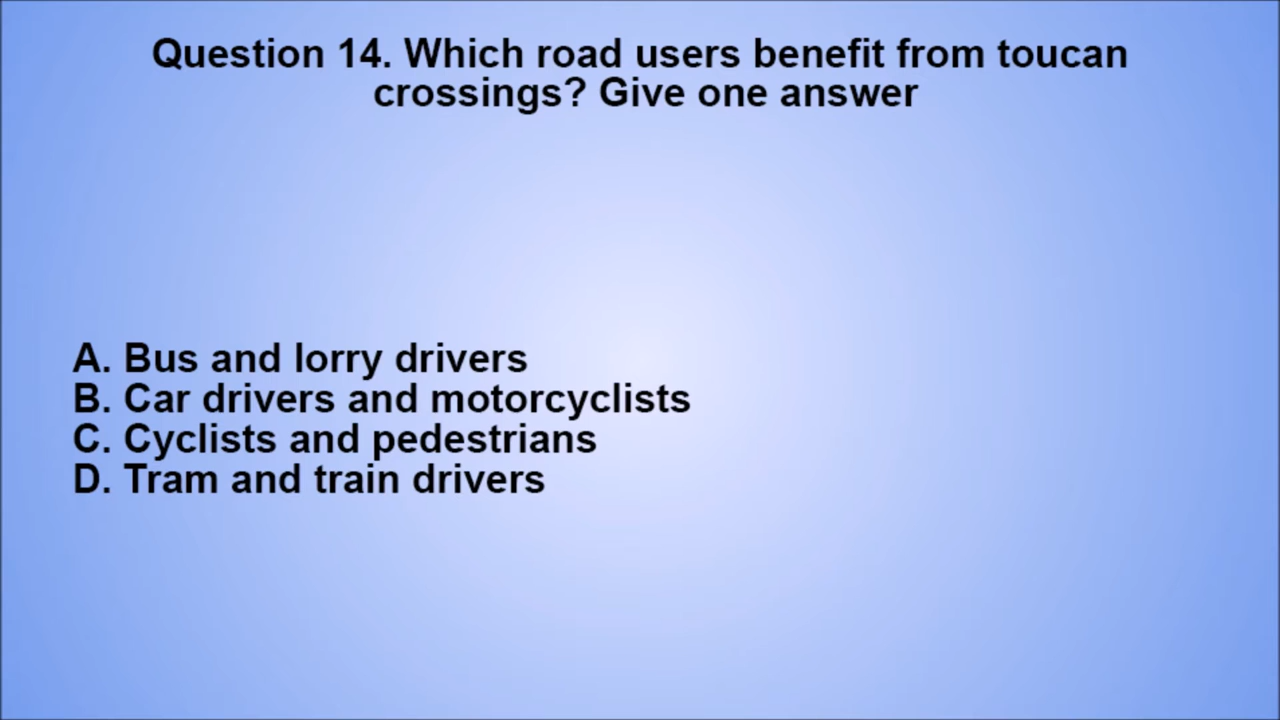 Question 14. Which road users benefit from toucan
crossings? Give one answer
A. Bus and lorry drivers
B. Car drivers and motorcyclists
C. Cyclists and pedestrians
D. Tram and train drivers